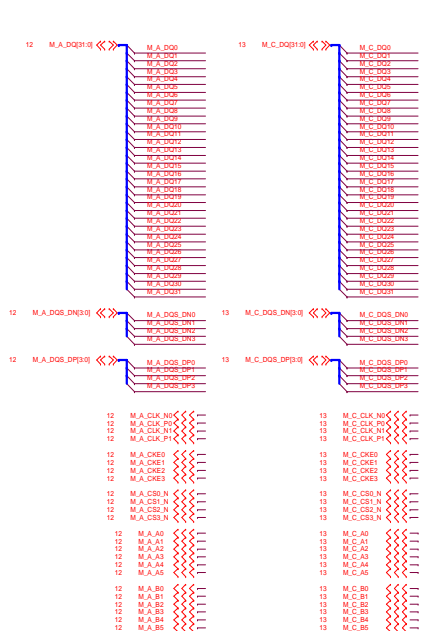 12 M_A_DQ[31:0]
M_A_DQ0
M_A_DQ1
M_A_DQ2
M_A_DQ3
M_A_DQ4
M_A_DQ5
M_A_DQ6
M_A_DQ7
M_A_DQ8
M_A_DQ9
M_A_DQ10
M_A_DQ11
M_A_DQ12
M_A_DQ13
M_A_DQ14
M_A_DQ15
M_A_DQ16
M_A_DQ17
M_A_DQ18
M_A_DQ19
M_A_DQ20
M_A_DQ21
M_A_DQ22
M_A_DQ23
M_A_DQ24
M_A_DQ25
M_A_DQ26
M_A_DQ27
M_A_DQ28
M_A_DQ29
M_A_DQ30
M_A_DQ31
12 M_A_DQS_DN[3:0]
M_A_DQS_DN0
M_A_DQS_DN1
M_A_DQS_DN2
M_A_DQS_DN3
12 M_A_DQS_DP[3:0]
M_A_DQS_DP0
M_A_DQS_DP1
M_A_DQS_DP2
M_A_DQS_DP3
12 M_A_CLK_N0
12 M_A_CLK_P0
12 M_A_CLK_N1
12 M_A_CLK_P1
12 M_A_CKE0
12 M_A_CKE1
12 M_A_CKE2
12 M_A_CKE3
12 M_A_CS0_N
12 M_A_CS1_N
12 M_A_CS2_N
12 M_A_CS3_N
12 M_A_A0
12 M_A_A1
12 M_A_A2
12 M_A_A3
12 M_A_A4
12 M_A_A5
12 M_A_B0
12 M_A_B1
12 M_A_B2
12 M_A_B3
12 M_A_B4
12 M_A_B5
13 M_C_DQ[31:0]
M_C_DQ0
M_C_DQ1
M_C_DQ2
M_C_DQ3
M_C_DQ4
M_C_DQ5
M_C_DQ6
M_C_DQ7
M_C_DQ8
M_C_DQ9
M_C_DQ10
M_C_DQ11
M_C_DQ12
M_C_DQ13
M_C_DQ14
M_C_DQ15
M_C_DQ16
M_C_DQ17
M_C_DQ18
M_C_DQ19
M_C_DQ20
M_C_DQ21
M_C_DQ22
M_C_DQ23
M_C_DQ24
M_C_DQ25
M_C_DQ26
M_C_DQ27
M_C_DQ28
M_C_DQ29
M_C_DQ30
M_C_DQ31
13 M_C_DQS_DN[3:0]
M_C_DQS_DN0
M_C_DQS_DN1
M_C_DQS_DN2
M_C_DQS_DN3
13 M_C_DQS_DP[3:0]
M_C_DQS_DP0
M_C_DQS_DP1
M_C_DQS_DP2
M_C_DQS_DP3
13 M_C_CLK_N0
13 M_C_CLK_P0
13 M_C_CLK_N1
13 M_C_CLK_P1
13 M_C_CKE0
13 M_C_CKE1
13 M_C_CKE2
13 M_C_CKE3
13 M_C_CS0_N
13 M_C_CS1_N
13 M_C_CS2_N
13 M_C_CS3_N
13 M_C_A0
13 M_C_A1
13 M_C_A2
13 M_C_A3
13 M_C_A4
13 M_C_A5
13 M_C_B0
13 M_C_B1
13 M_C_B2
13 M_C_B3
13 M_C_B4
13 M_C_B5